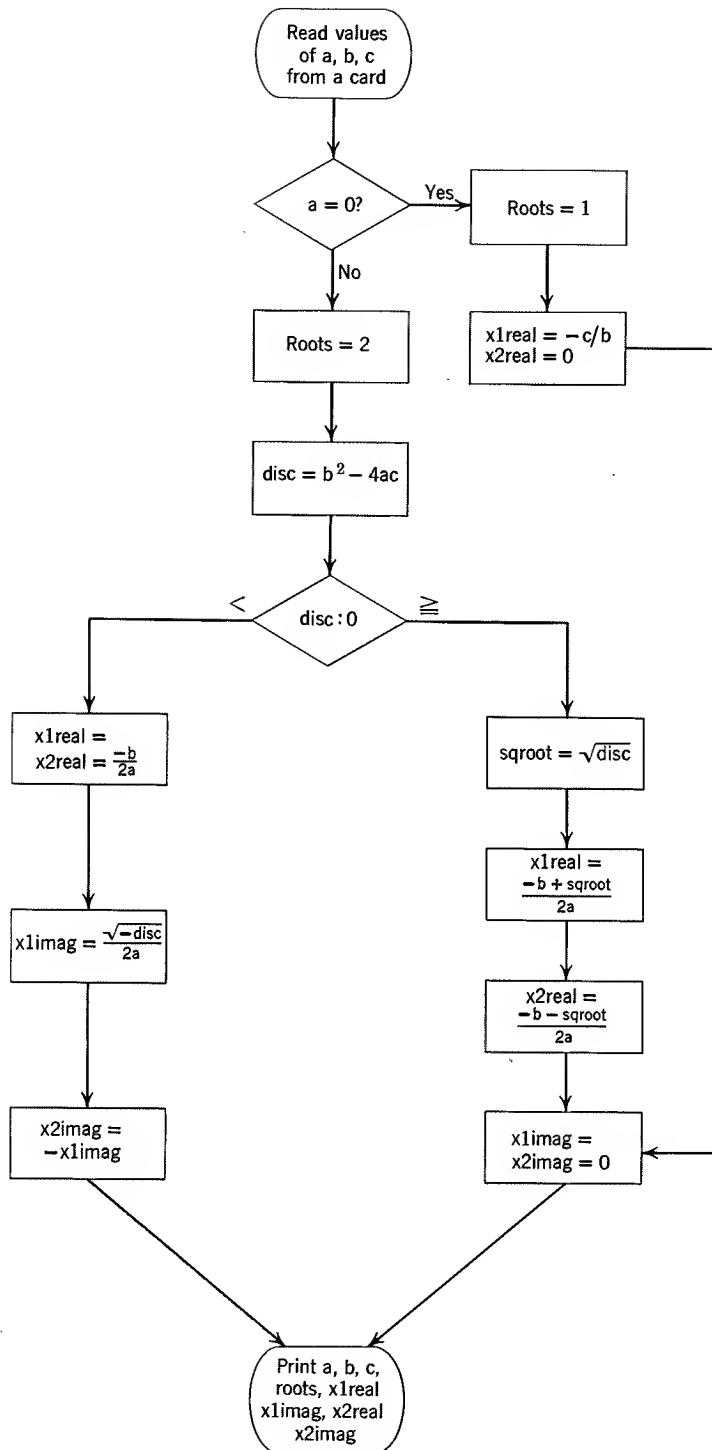 Read values
of a, b, c
from a card
a = 0?
Yes
Roots = 1
No
x1real = −c/b
x2real = 0
Roots = 2
disc = b² − 4ac
<
disc : 0
≧
x1real =
x2real = −b/2a
sqroot = √disc
x1real =
−b + sqroot
2a
x1imag = √−disc/2a
x2real =
−b − sqroot
2a
x2imag =
−x1imag
x1imag =
x2imag = 0
Print a, b, c,
roots, x1real
x1imag, x2real
x2imag